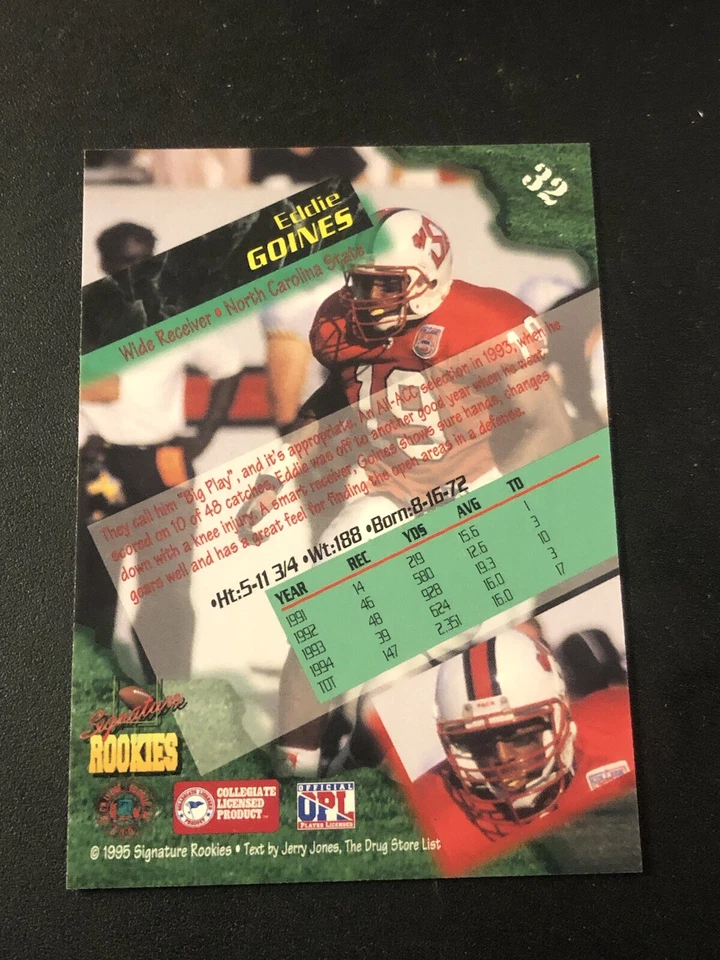 32
Eddie
GOINES
Wide Receiver • North Carolina State
They call him "Big Play", and it's appropriate. An All-ACC selection in 1993, when he
scored on 10 of 48 catches, Eddie was off to another good year when he went
down with a knee injury. A smart receiver, Goines shows sure hands, changes
gears well and has a great feel for finding the open areas in a defense.
•Ht:5-11 3/4 •Wt:188 •Born:8-16-72
YEAR REC YDS AVG TD
1991 14 219 15.6 1
1992 46 580 12.6 3
1993 48 928 19.3 10
1994 39 624 16.0 3
TOT 147 2,351 16.0 17
Signature
ROOKIES
COLLEGIATE
LICENSED
PRODUCT™
OFFICIAL
UPL
PLAYER LICENSED
© 1995 Signature Rookies • Text by Jerry Jones, The Drug Store List
19
PACK